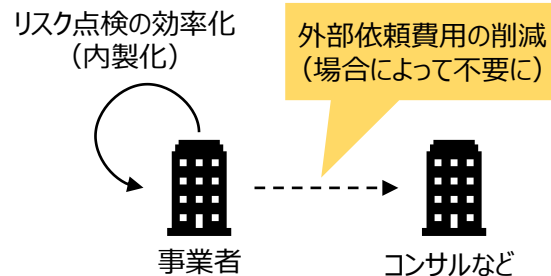 リスク点検の効率化
（内製化）
外部依頼費用の削減
（場合によって不要に）
事業者
コンサルなど